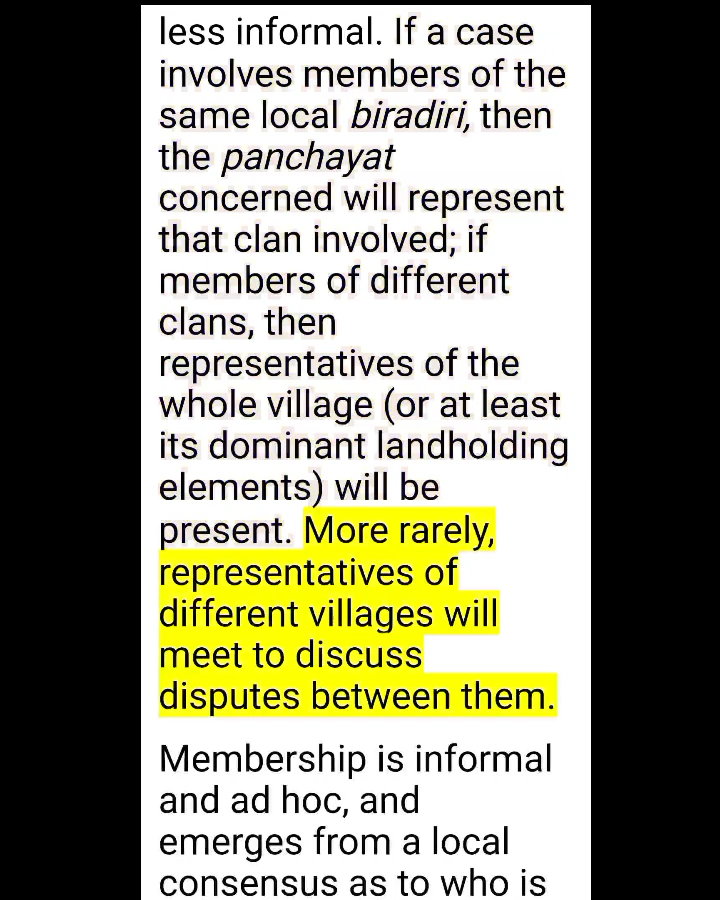 less informal. If a case
involves members of the
same local biradiri, then
the panchayat
concerned will represent
that clan involved; if
members of different
clans, then
representatives of the
whole village (or at least
its dominant landholding
elements) will be
present. More rarely,
representatives of
different villages will
meet to discuss
disputes between them.
Membership is informal
and ad hoc, and
emerges from a local
consensus as to who is